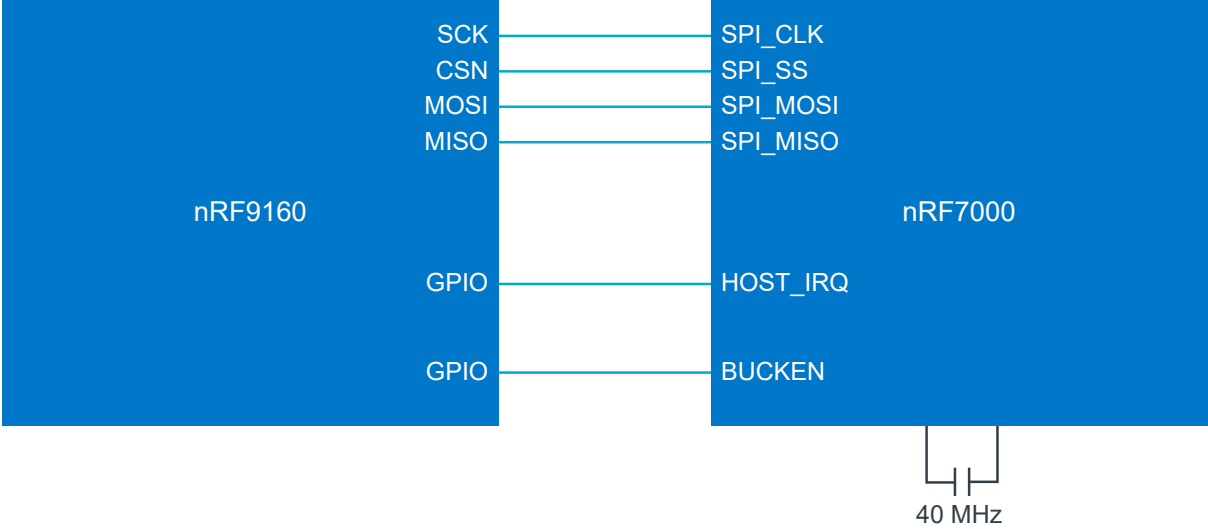 SCK SPI_CLK
CSN SPI_SS
MOSI SPI_MOSI
MISO SPI_MISO
nRF9160 nRF7000
GPIO HOST_IRQ
GPIO BUCKEN
40 MHz